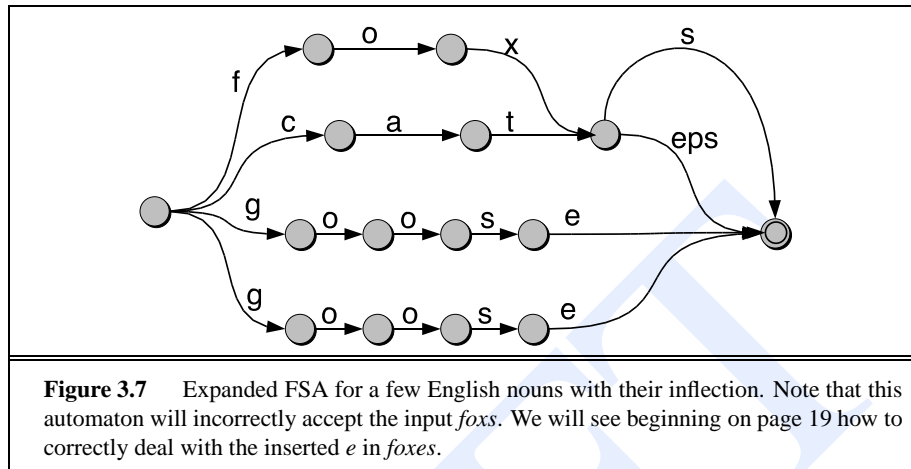 o x s
f
c a t eps
g o o s e
g o o s e
Figure 3.7 Expanded FSA for a few English nouns with their inflection. Note that this
automaton will incorrectly accept the input foxs. We will see beginning on page 19 how to
correctly deal with the inserted e in foxes.